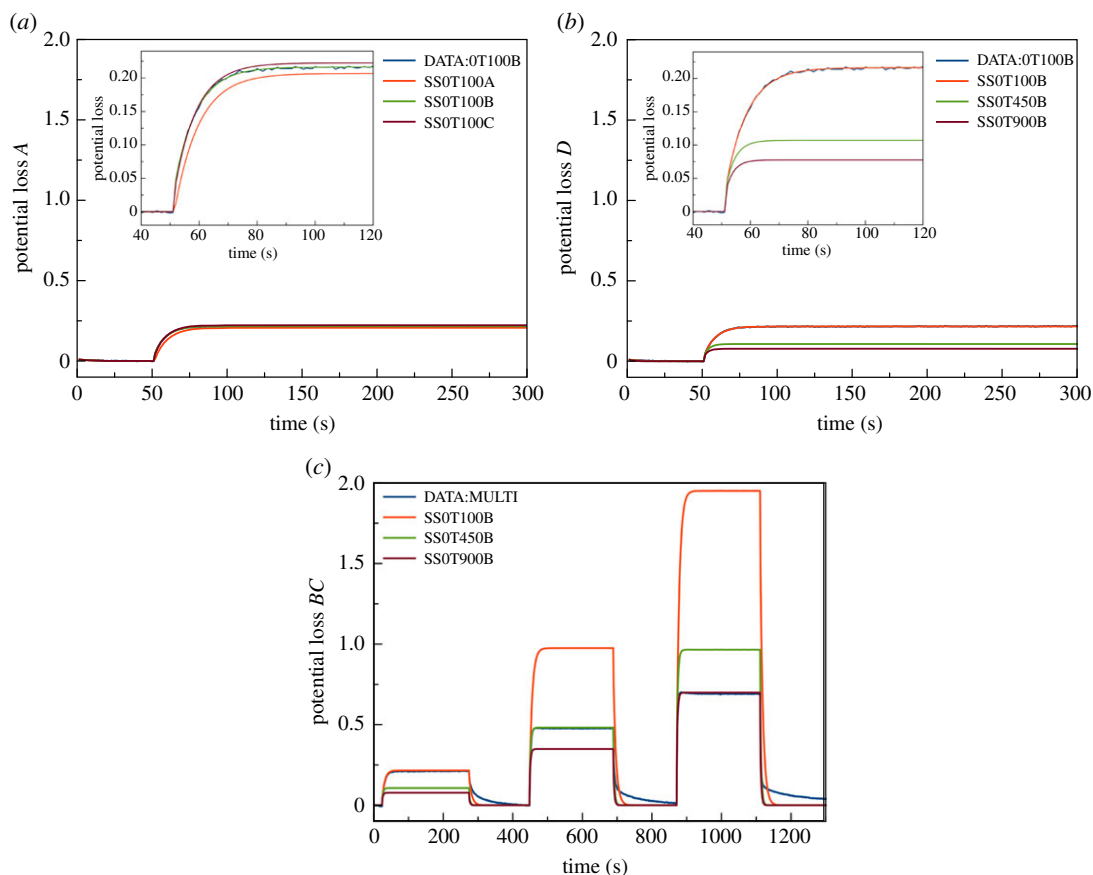 (a)
2.0
1.5
1.0
0.5
0
potential loss A
0 50 100 150 200 250 300
time (s)
0.20
0.15
0.10
0.05
0
potential loss
40 60 80 100 120
time (s)
DATA:0T100B
SS0T100A
SS0T100B
SS0T100C
(b)
2.0
1.5
1.0
0.5
0
potential loss D
0 50 100 150 200 250 300
time (s)
0.20
0.15
0.10
0.05
0
potential loss
40 60 80 100 120
time (s)
DATA:0T100B
SS0T100B
SS0T450B
SS0T900B
(c)
2.0
1.5
1.0
0.5
0
potential loss BC
0 200 400 600 800 1000 1200
time (s)
DATA:MULTI
SS0T100B
SS0T450B
SS0T900B